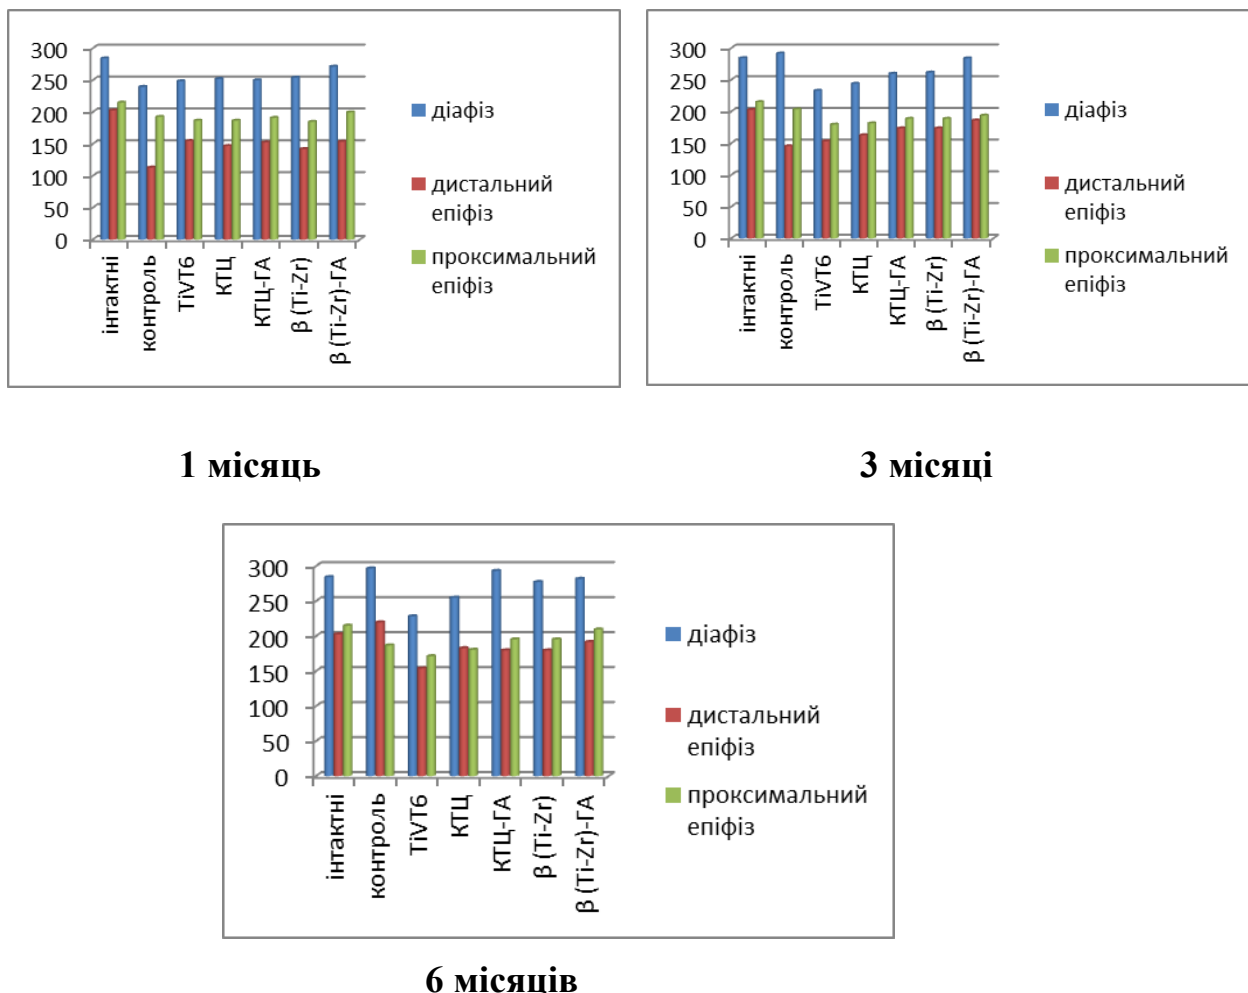 300
250
200
150
100
50
0
інтактні
контроль
TiVT6
КТЦ
КТЦ-ГА
β (Ti-Zr)
β (Ti-Zr)-ГА
діафіз
дистальний
епіфіз
проксимальний
епіфіз
1 місяць
300
250
200
150
100
50
0
інтактні
контроль
TiVT6
КТЦ
КТЦ-ГА
β (Ti-Zr)
β (Ti-Zr)-ГА
діафіз
дистальний
епіфіз
проксимальний
епіфіз
3 місяці
300
250
200
150
100
50
0
інтактні
контроль
TiVT6
КТЦ
КТЦ-ГА
β (Ti-Zr)
β (Ti-Zr)-ГА
діафіз
дистальний
епіфіз
проксимальний
епіфіз
6 місяців